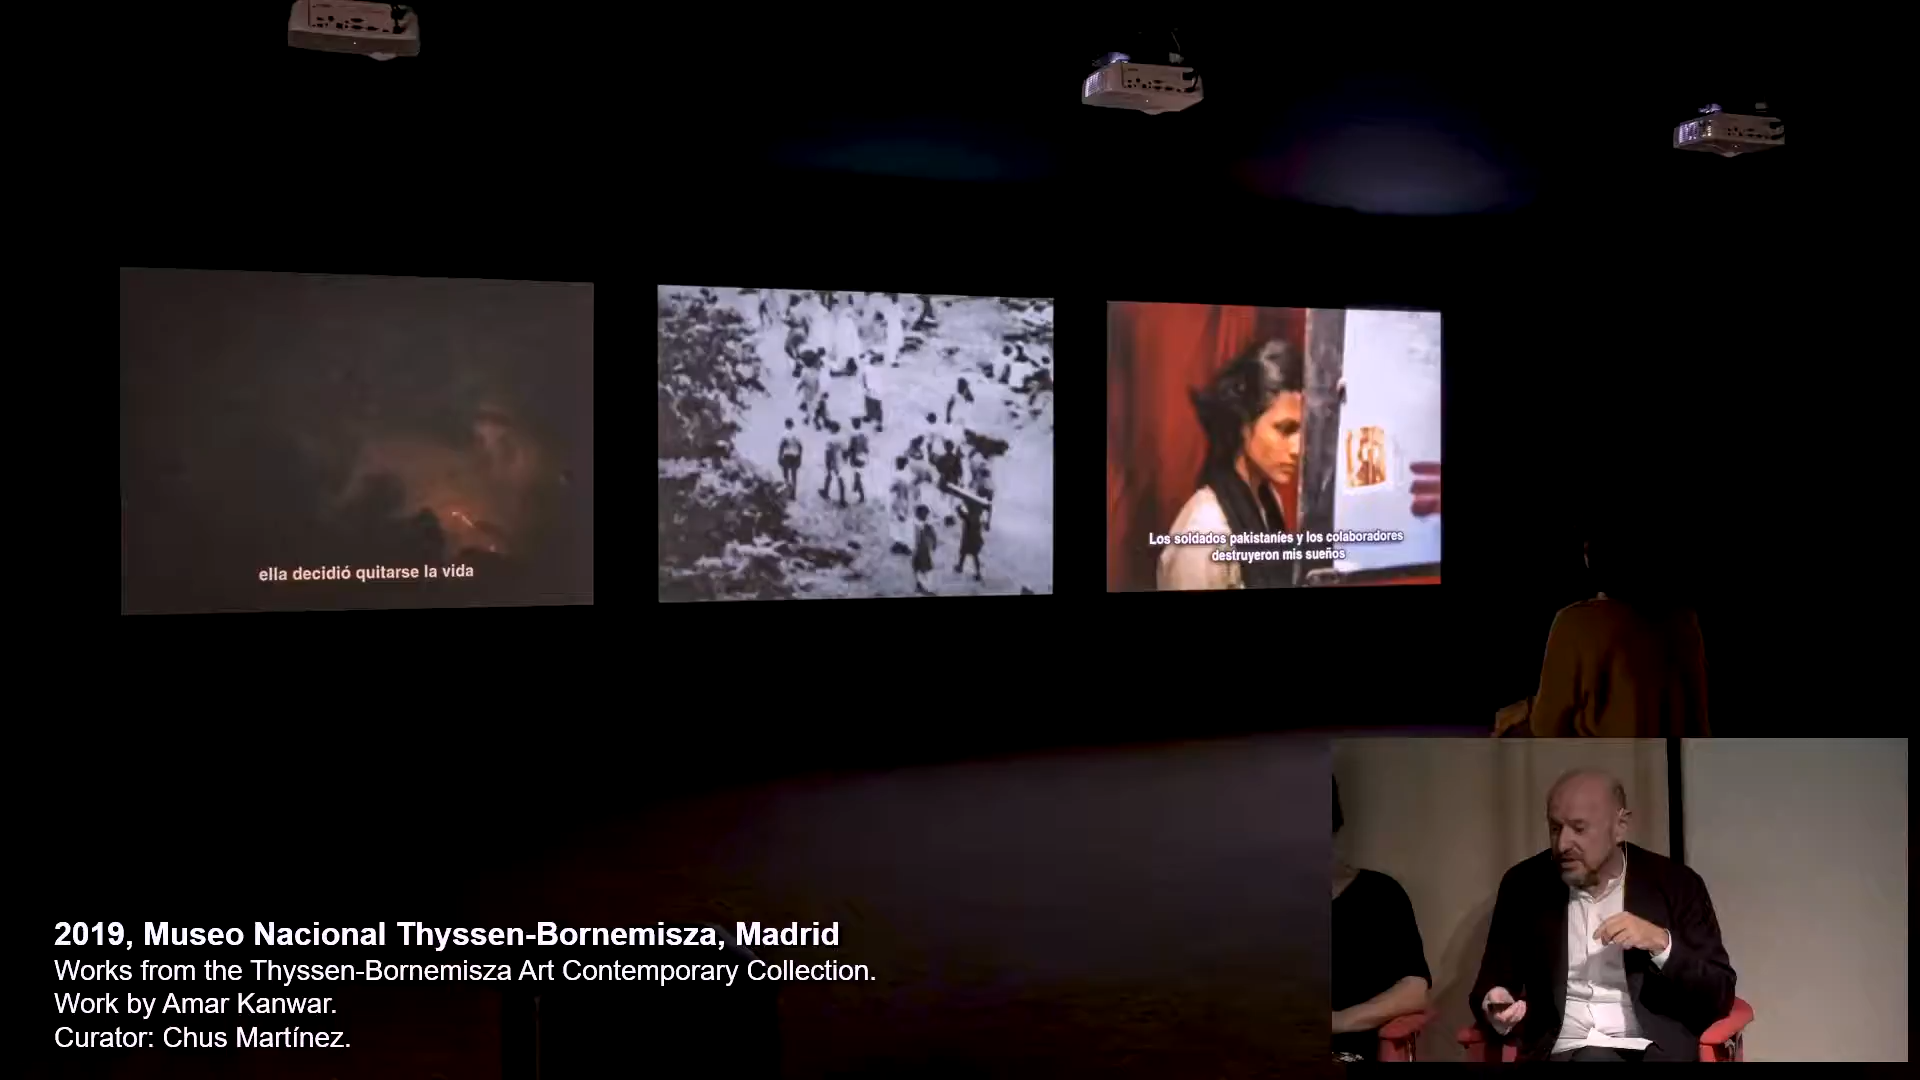 ella decidió quitarse la vida
Los soldados pakistaníes y los colaboradores
destruyeron mis sueños
2019, Museo Nacional Thyssen-Bornemisza, Madrid
Works from the Thyssen-Bornemisza Art Contemporary Collection.
Work by Amar Kanwar.
Curator: Chus Martínez.